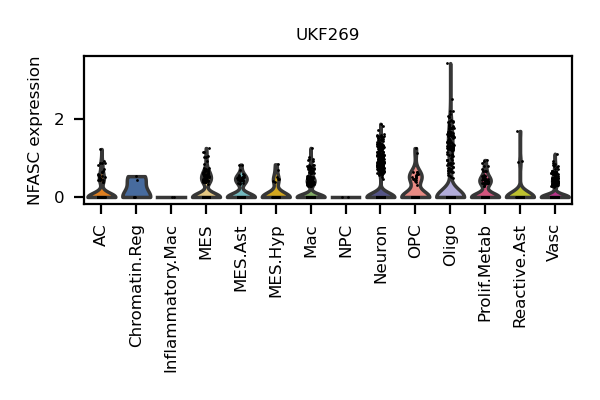 UKF269
NFASC expression
2
0
AC
Chromatin.Reg
Inflammatory.Mac
MES
MES.Ast
MES.Hyp
Mac
NPC
Neuron
OPC
Oligo
Prolif.Metab
Reactive.Ast
Vasc